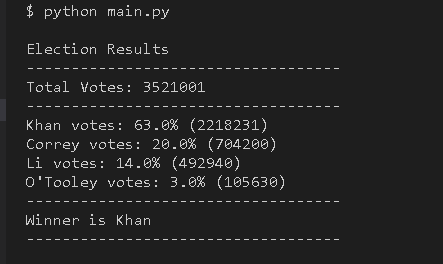 $ python main.py
Election Results
----------------------------------
Total Votes: 3521001
----------------------------------
Khan votes: 63.0% (2218231)
Correy votes: 20.0% (704200)
Li votes: 14.0% (492940)
O'Tooley votes: 3.0% (105630)
----------------------------------
Winner is Khan
----------------------------------